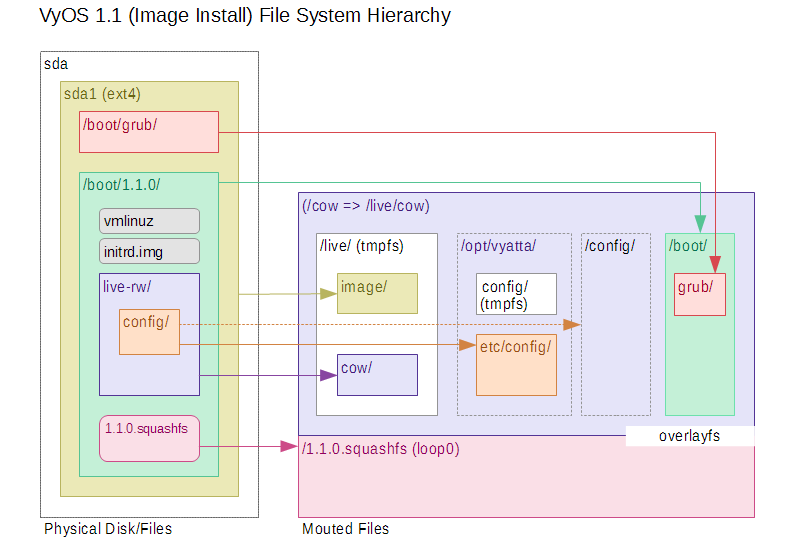 VyOS 1.1 (Image Install) File System Hierarchy
sda
sda1 (ext4)
/boot/grub/
/boot/1.1.0/
vmlinuz
initrd.img
live-rw/
config/
1.1.0.squashfs
Physical Disk/Files
(/cow => /live/cow)
/live/ (tmpfs)
image/
cow/
/opt/vyatta/
config/
(tmpfs)
etc/config/
/config/
/boot/
grub/
overlayfs
/1.1.0.squashfs (loop0)
Mouted Files